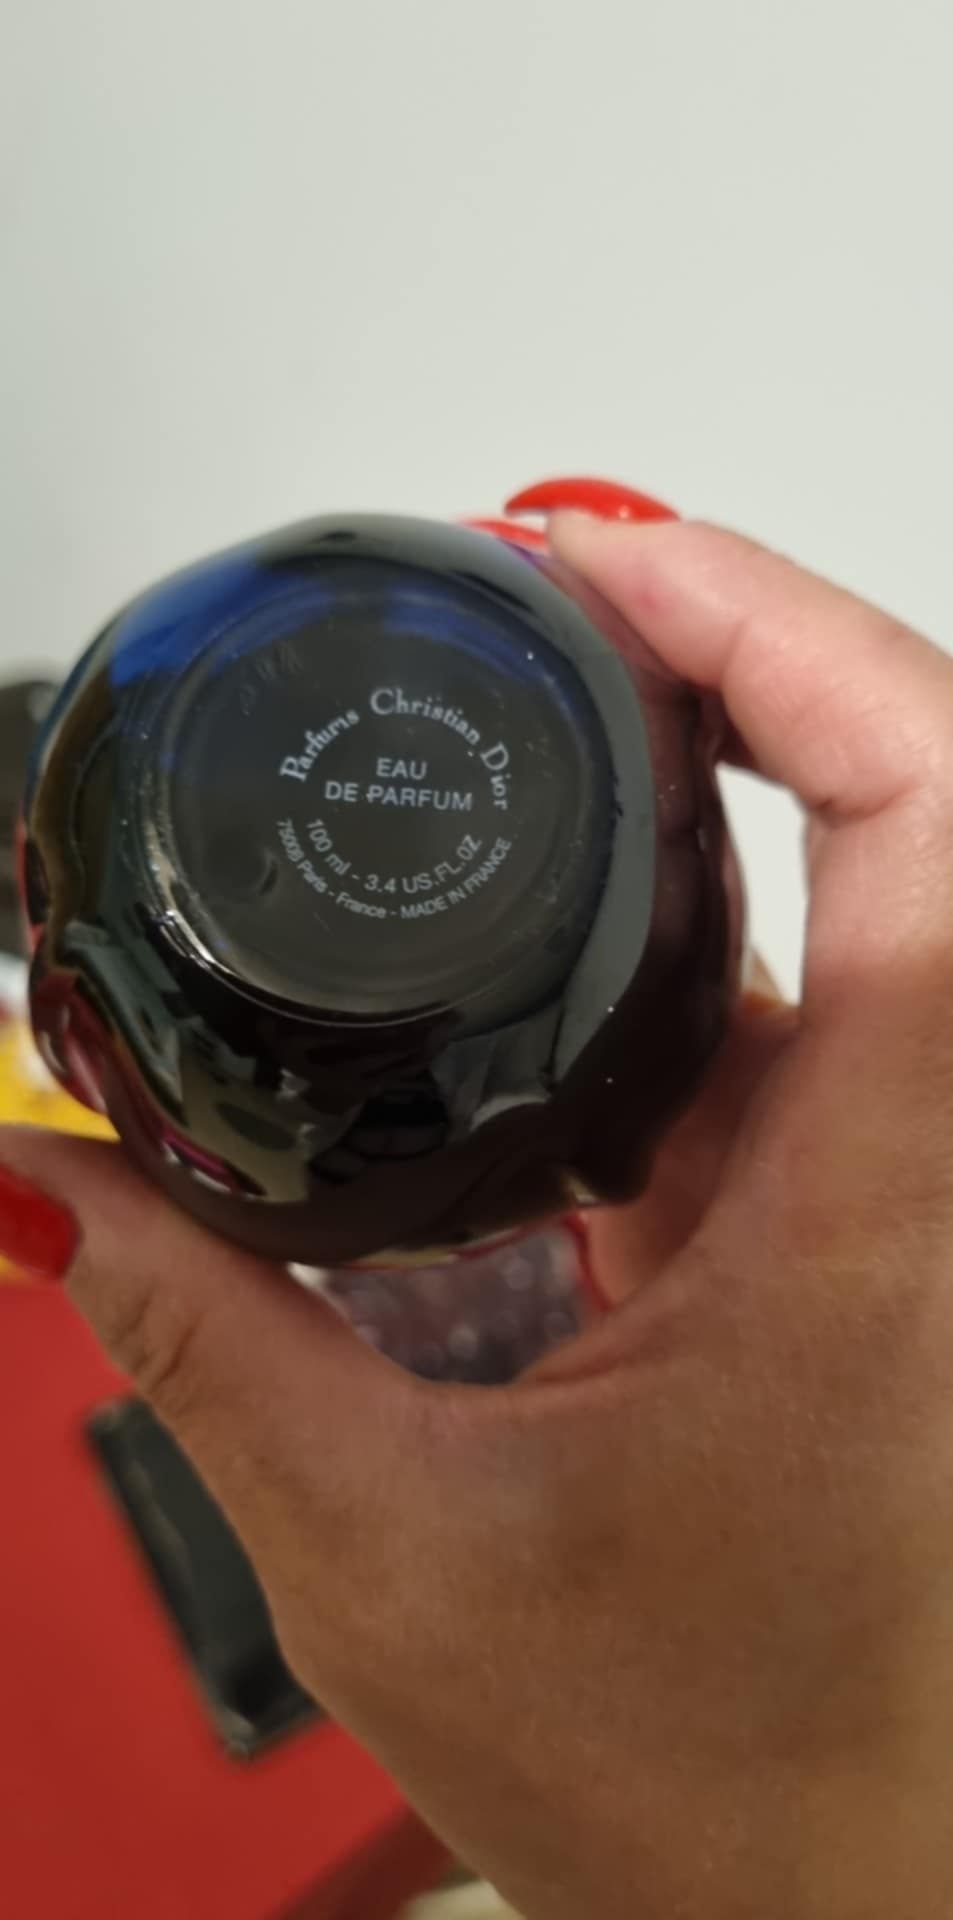 Parfums Christian Dior
EAU
DE PARFUM
100 ml - 3.4 US.FL.OZ
75008 Paris - France - MADE IN FRANCE